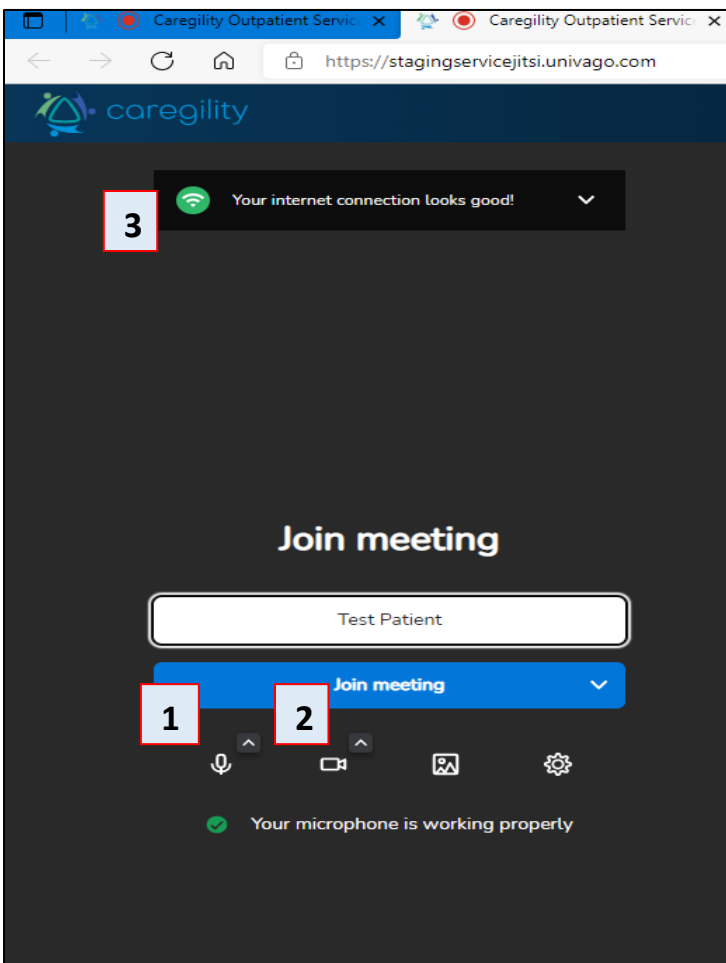 Caregility Outpatient Servic
Caregility Outpatient Servic
https://stagingservicejitsi.univago.com
caregility
Your internet connection looks good!
3
Join meeting
Test Patient
Join meeting
1
2
Your microphone is working properly